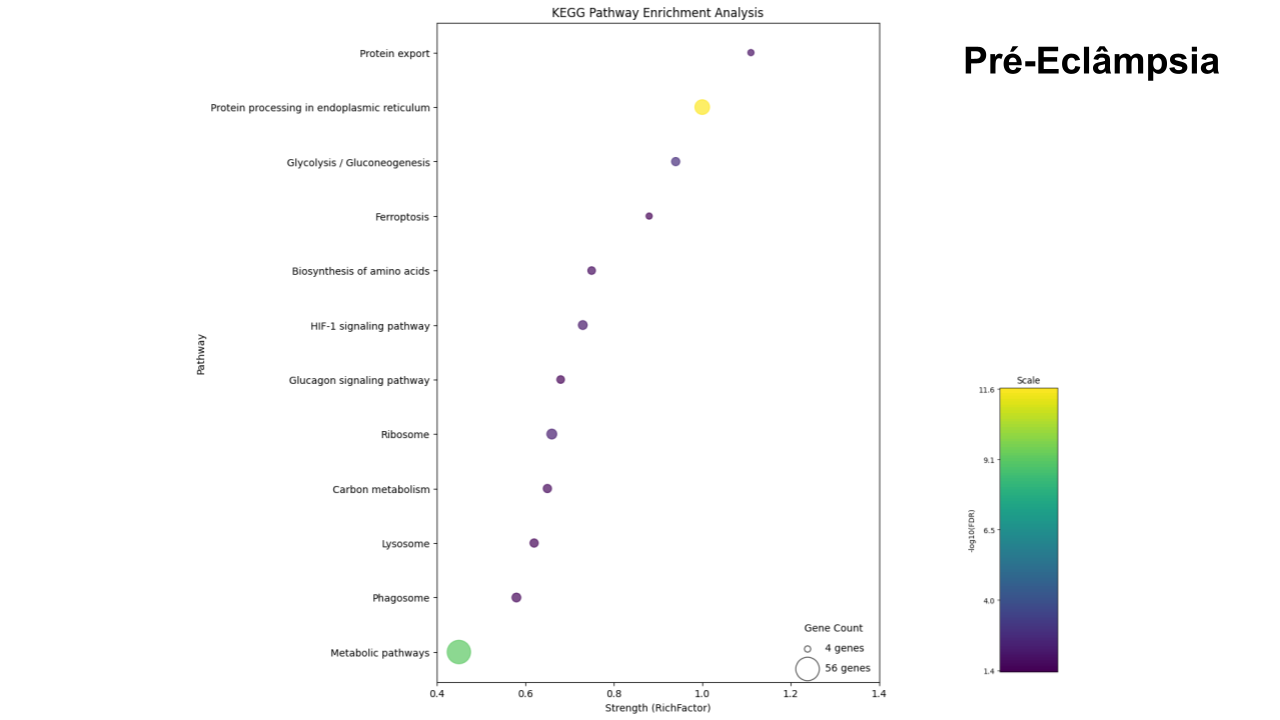 KEGG Pathway Enrichment Analysis
Pré-Eclâmpsia
Pathway
Protein export
Protein processing in endoplasmic reticulum
Glycolysis / Gluconeogenesis
Ferroptosis
Biosynthesis of amino acids
HIF-1 signaling pathway
Glucagon signaling pathway
Ribosome
Carbon metabolism
Lysosome
Phagosome
Metabolic pathways
Gene Count
4 genes
56 genes
0.4 0.6 0.8 1.0 1.2 1.4
Strength (RichFactor)
Scale
-log10(FDR)
11.6
9.1
6.5
4.0
1.4